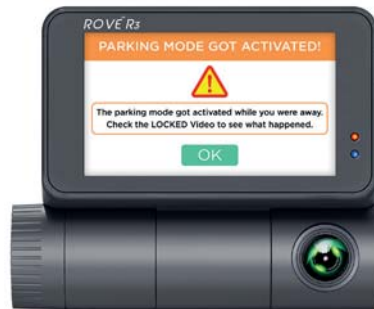 ROVE R3
PARKING MODE GOT ACTIVATED!
The parking mode got activated while you were away.
Check the LOCKED Video to see what happened.
OK